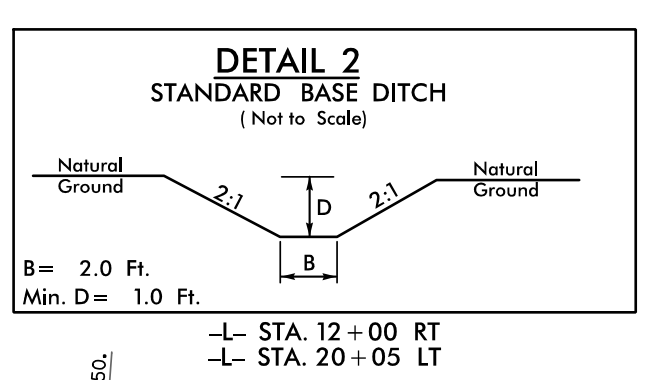 DETAIL 2
STANDARD BASE DITCH
( Not to Scale)
Natural
Ground
2:1
D
2:1
Natural
Ground
B
B= 2.0 Ft.
Min. D= 1.0 Ft.
–L– STA. 12+00 RT
–L– STA. 20+05 LT
50.